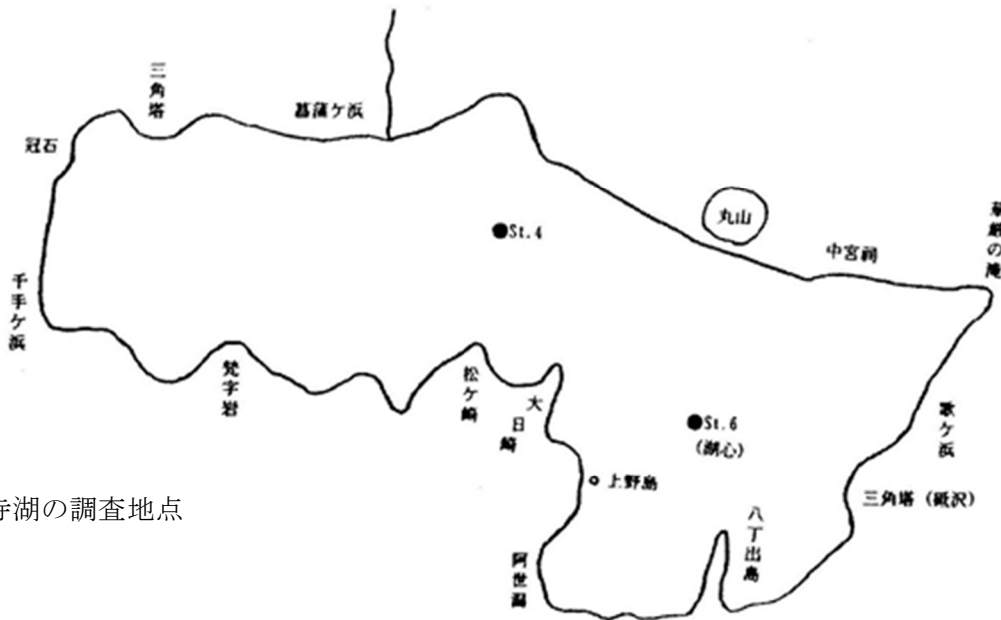 三角塔
菖蒲ケ浜
冠石
St.4
丸山
中宮祠
華厳の滝
千手ケ浜
梵字岩
松ケ崎
大日崎
St.6
(湖心)
歌ケ浜
上野島
三角塔 (砥沢)
寺湖の調査地点
八丁出島
阿世潟